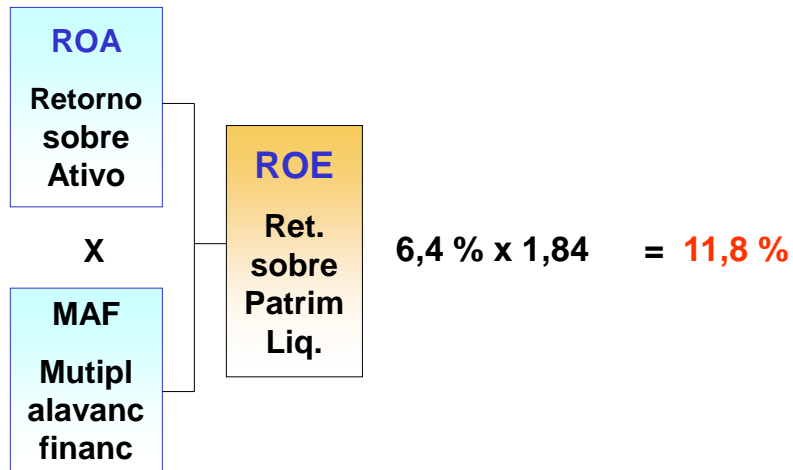 ROA
Retorno
sobre
Ativo
X
MAF
Mutipl
alavanc
financ
ROE
Ret.
sobre
Patrim
Liq.
6,4 % x 1,84 = 11,8 %